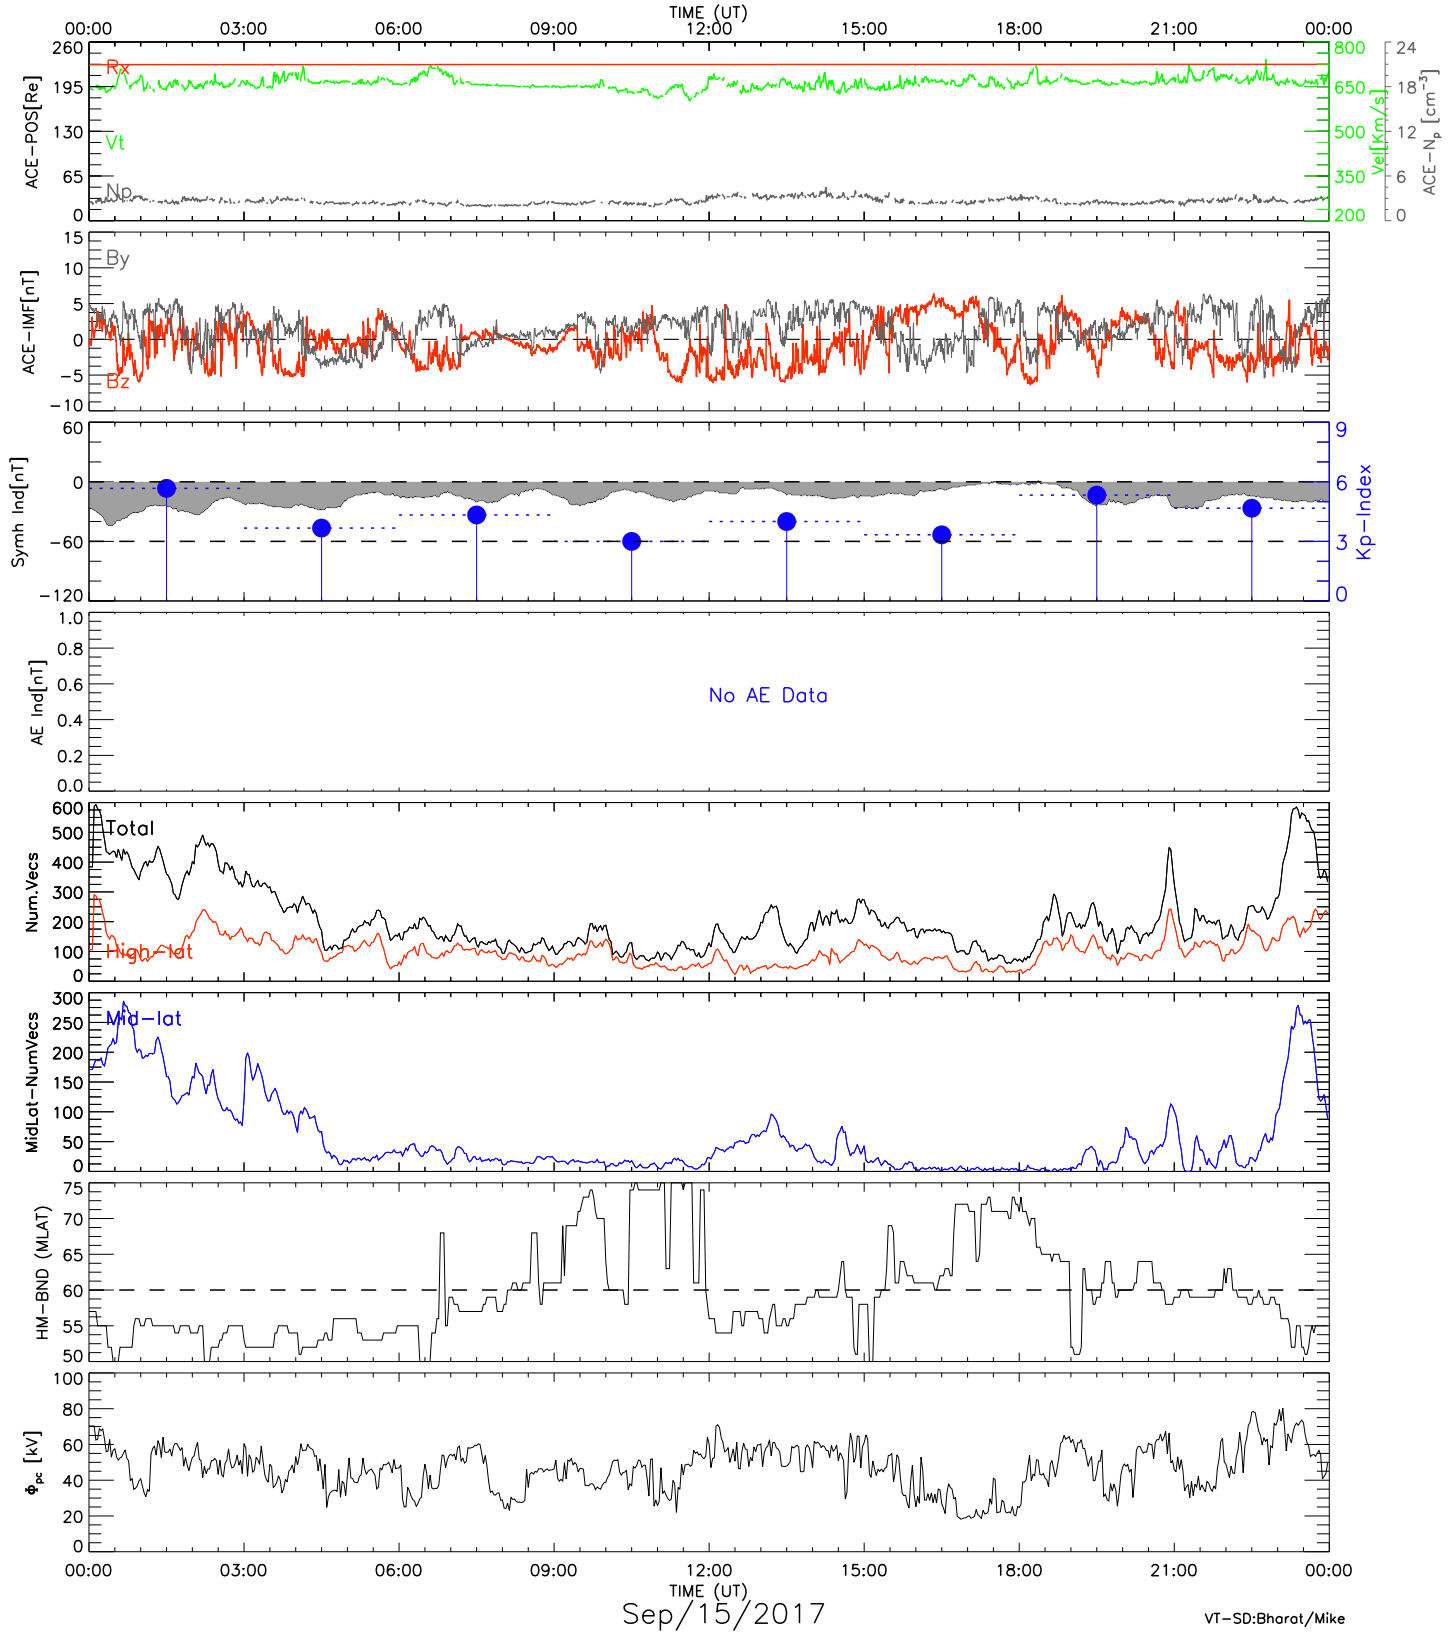 TIME (UT)
00:00 03:00 06:00 09:00 12:00 15:00 18:00 21:00 00:00
260 195 130 65 0
ACE-POS[Re]
Rx
Vt
Np
800 650 500 350 200
Vel[Km/s]
24 18 12 6 0
ACE-Np [cm-3]
15 10 5 0 -5 -10
ACE-IMF[nT]
By
Bz
60 0 -60 -120
Symh Ind[nT]
9 6 3 0
Kp-Index
1.0 0.8 0.6 0.4 0.2 0.0
AE Ind[nT]
No AE Data
600 500 400 300 200 100 0
Num.Vecs
Total
High-lat
300 250 200 150 100 50 0
MidLat-NumVecs
Mid-lat
75 70 65 60 55 50
HM-BND (MLAT)
100 80 60 40 20 0
Φpc [kV]
00:00 03:00 06:00 09:00 12:00 15:00 18:00 21:00 00:00
TIME (UT)
Sep/15/2017
VT-SD:Bharat/Mike